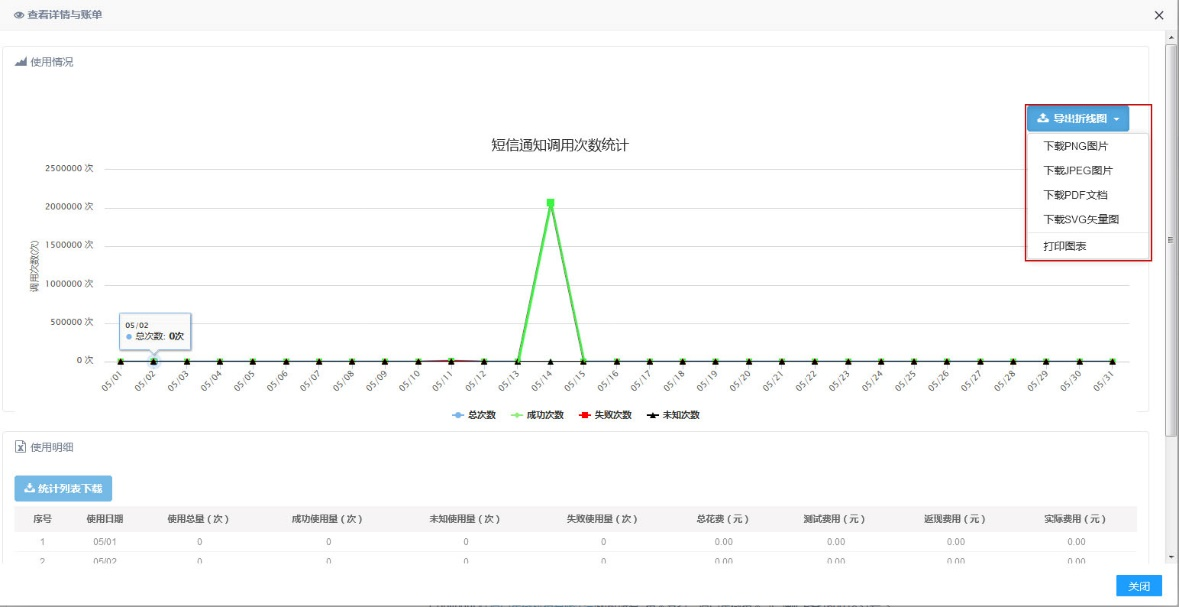 查看详情与账单
使用情况
导出折线图
下载PNG图片
下载JPEG图片
下载PDF文档
下载SVG矢量图
打印图表
短信通知调用次数统计
调用次数(次)
2500000 次
2000000 次
1500000 次
1000000 次
500000 次
0 次
05/02
总次数: 0次
05/01 05/02 05/03 05/04 05/05 05/06 05/07 05/08 05/09 05/10 05/11 05/12 05/13 05/14 05/15 05/16 05/17 05/18 05/19 05/20 05/21 05/22 05/23 05/24 05/25 05/26 05/27 05/28 05/29 05/30 05/31
总次数 成功次数 失败次数 未知次数
使用明细
统计列表下载
序号 使用日期 使用总量（次） 成功使用量（次） 未知使用量（次） 失败使用量（次） 总花费（元） 测试费用（元） 返现费用（元） 实际费用（元）
1 05/01 0 0 0 0 0.00 0.00 0.00 0.00
2 05/02 0 0 0 0 0.00 0.00 0.00 0.00
关闭